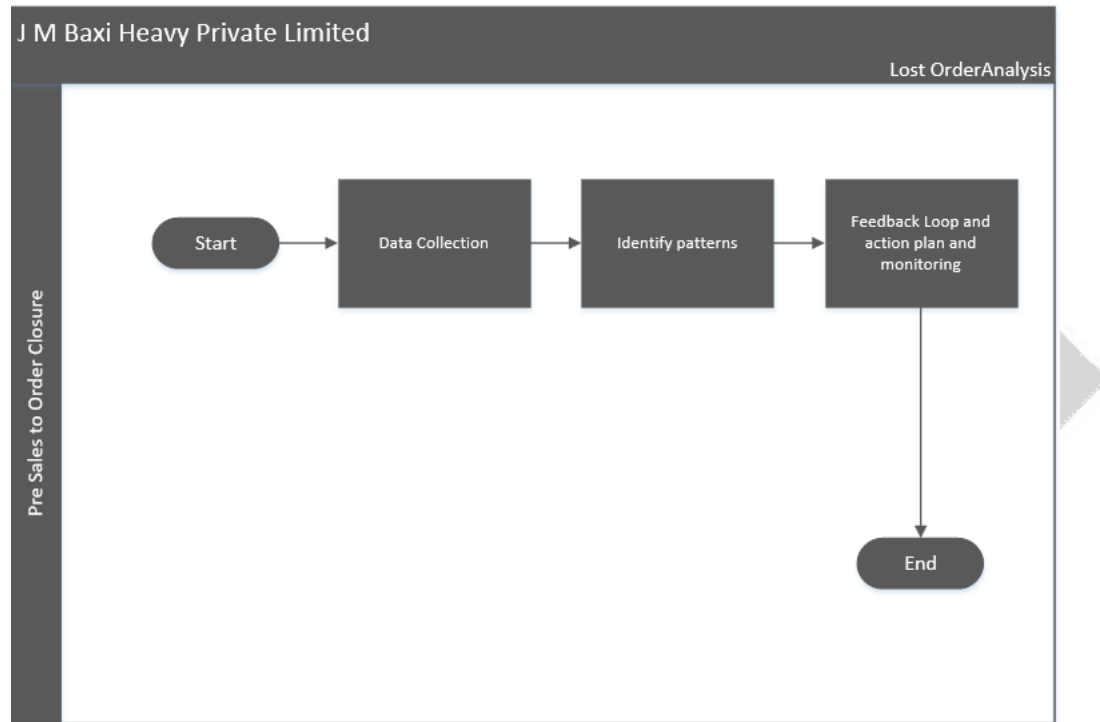 J M Baxi Heavy Private Limited
Lost OrderAnalysis
Pre Sales to Order Closure
Start
Data Collection
Identify patterns
Feedback Loop and
action plan and
monitoring
End